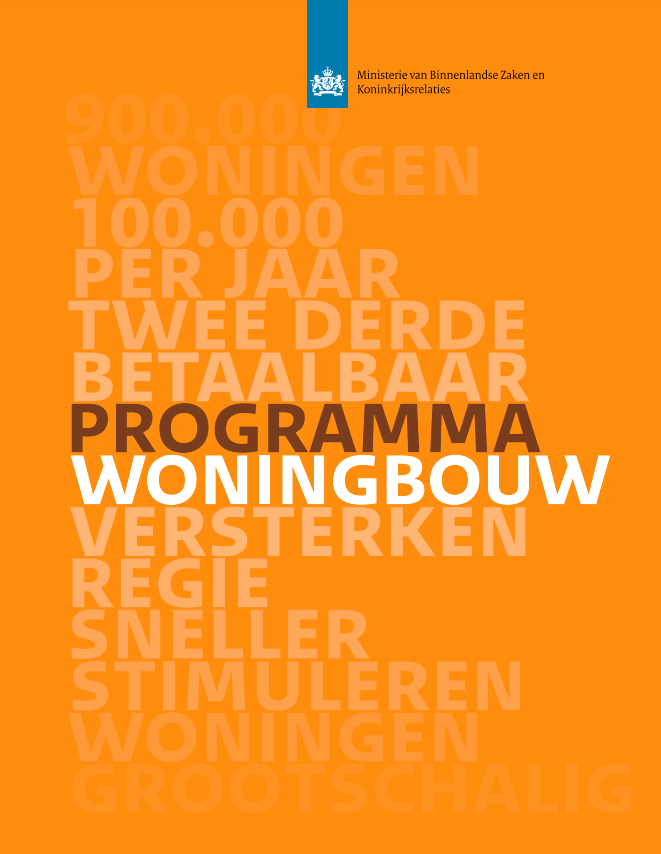 Ministerie van Binnenlandse Zaken en
Koninkrijksrelaties
900.000
WONINGEN
100.000
PER JAAR
TWEE DERDE
BETAALBAAR
PROGRAMMA
WONINGBOUW
VERSTERKEN
REGIE
SNELLER
STIMULEREN
WONINGEN
GROOTSCHALIG